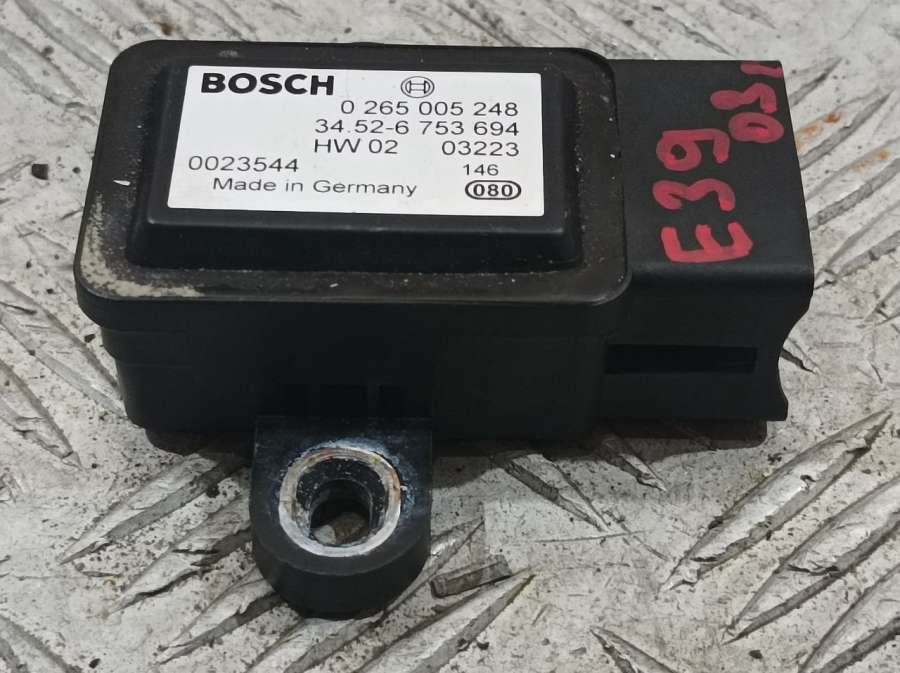 BOSCH
0 265 005 248
34.52-6 753 694
HW 02 03223
0023544 146
Made in Germany 080
E39